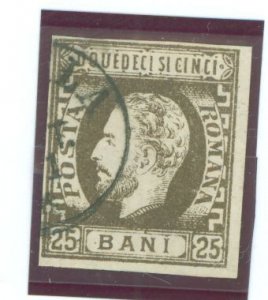 DOUEDECI SI CINCI
POSTA
ROMANA
25 BANI 25